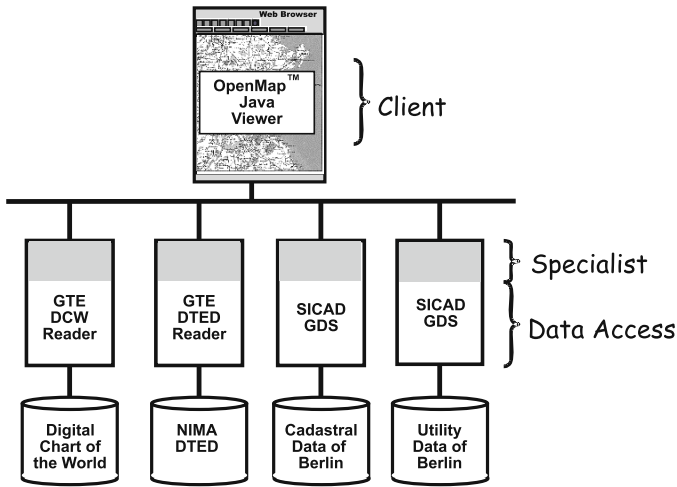 Web Browser
OpenMap™
Java
Viewer
Client
GTE
DCW
Reader
GTE
DTED
Reader
SICAD
GDS
SICAD
GDS
Specialist
Data Access
Digital
Chart of
the World
NIMA
DTED
Cadastral
Data of
Berlin
Utility
Data of
Berlin